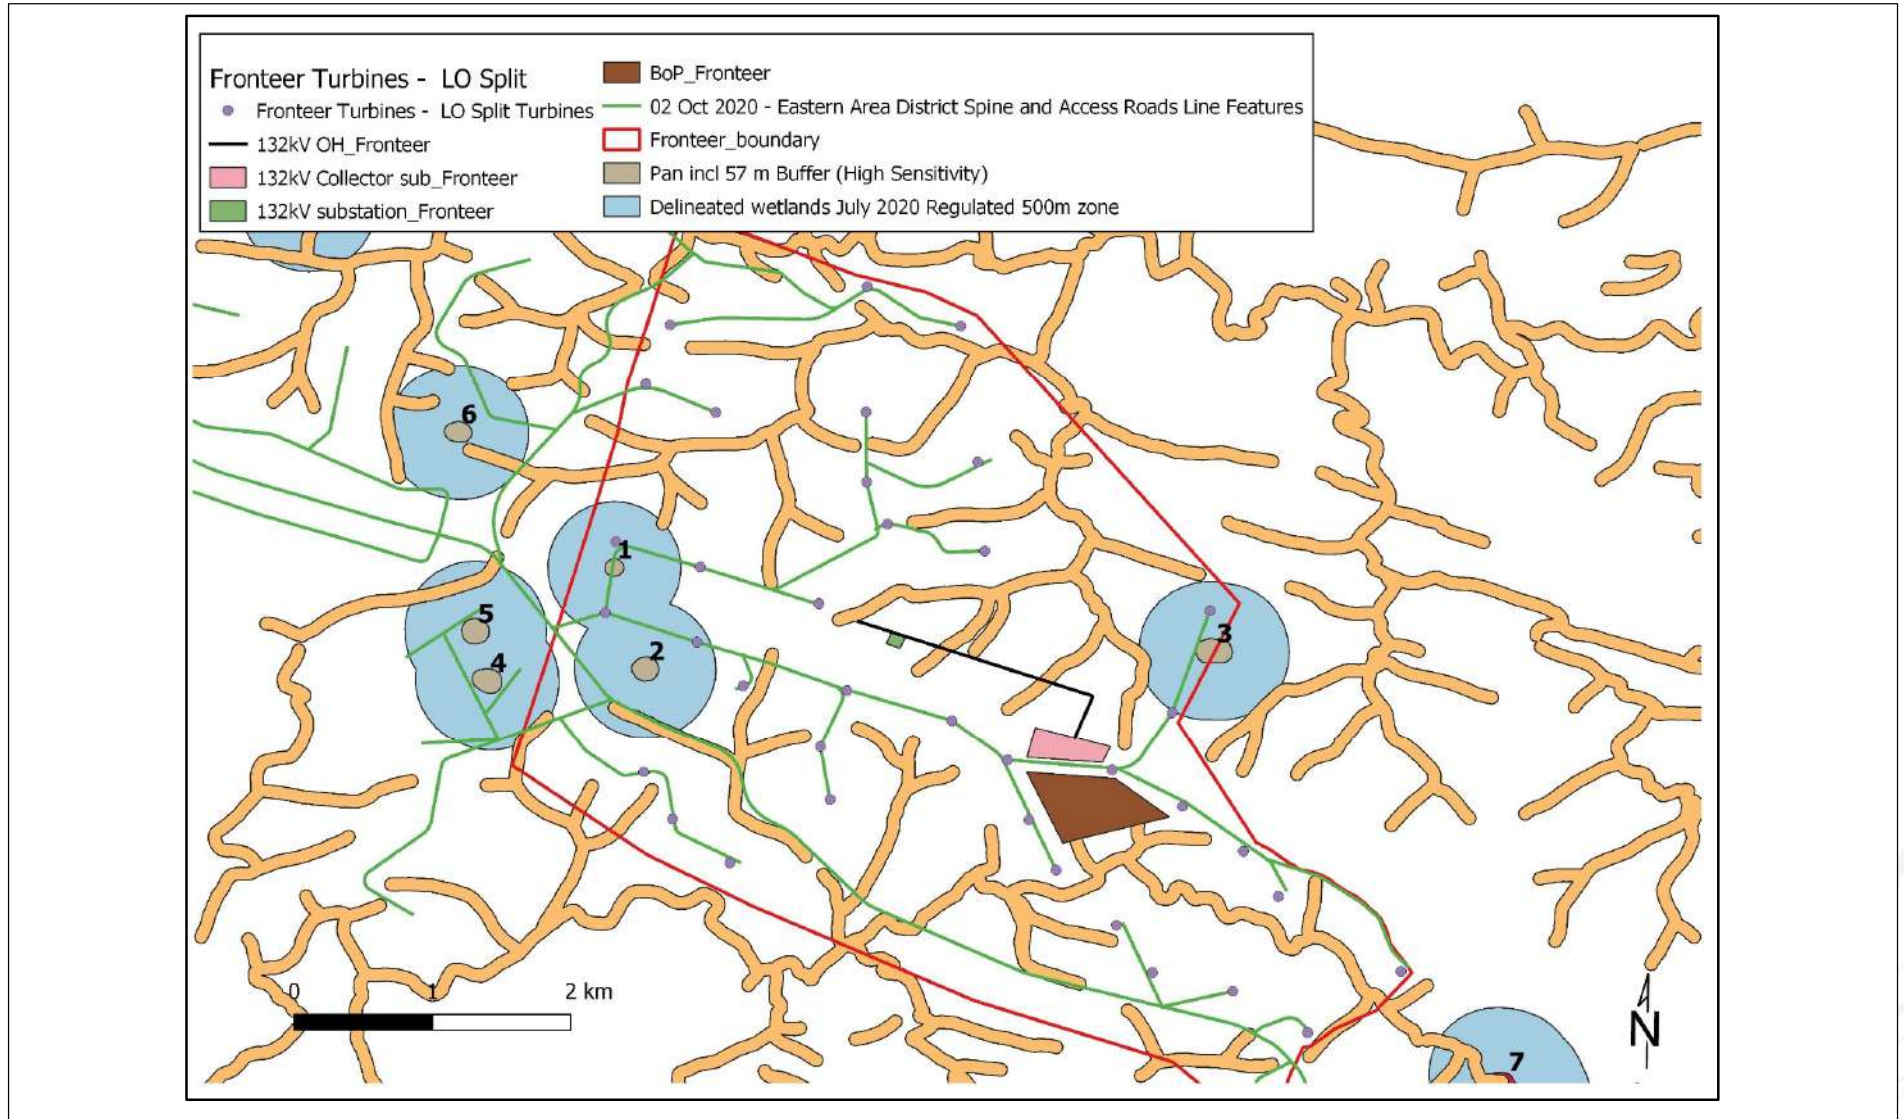 Fronteer Turbines - LO Split
Fronteer Turbines - LO Split Turbines
132kV OH_Fronteer
132kV Collector sub_Fronteer
132kV substation_Fronteer
BoP_Fronteer
02 Oct 2020 - Eastern Area District Spine and Access Roads Line Features
Fronteer_boundary
Pan incl 57 m Buffer (High Sensitivity)
Delineated wetlands July 2020 Regulated 500m zone
6
1
5
3
2
4
0 1 2 km
N
7